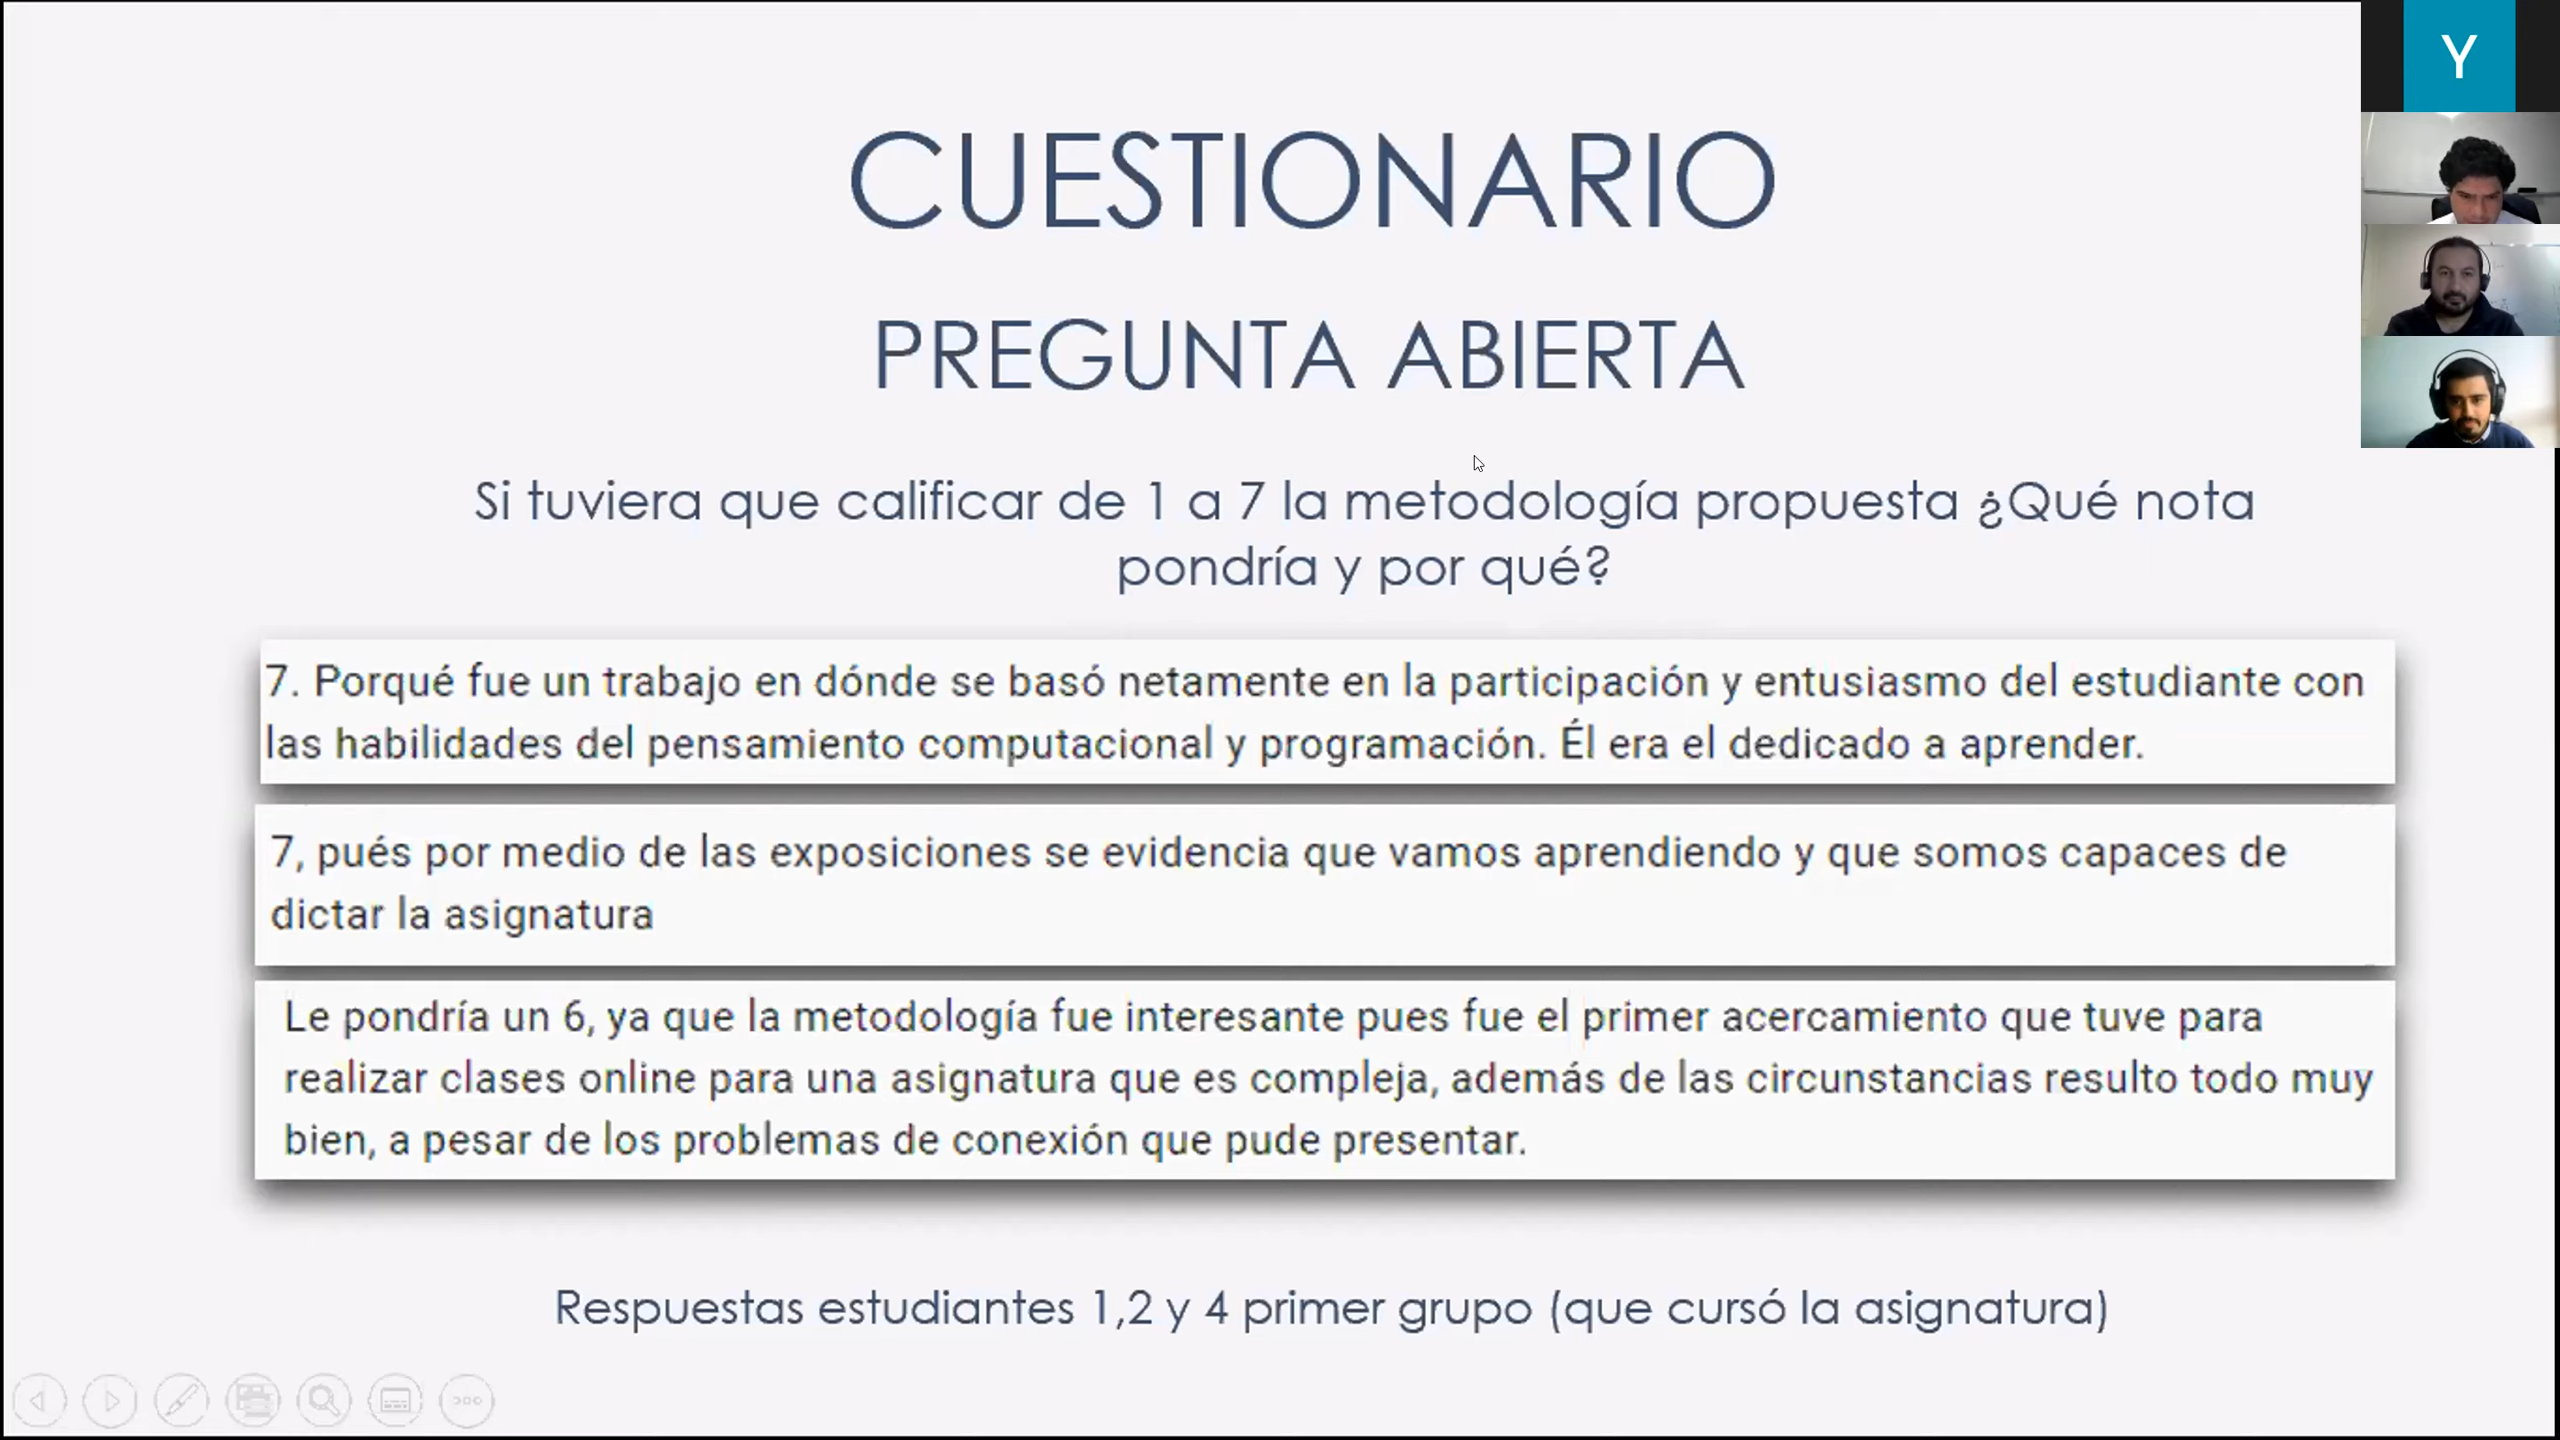 Y
CUESTIONARIO
PREGUNTA ABIERTA
Si tuviera que calificar de 1 a 7 la metodología propuesta ¿Qué nota
pondría y por qué?
7. Porqué fue un trabajo en dónde se basó netamente en la participación y entusiasmo del estudiante con
las habilidades del pensamiento computacional y programación. Él era el dedicado a aprender.
7, pués por medio de las exposiciones se evidencia que vamos aprendiendo y que somos capaces de
dictar la asignatura
Le pondría un 6, ya que la metodología fue interesante pues fue el primer acercamiento que tuve para
realizar clases online para una asignatura que es compleja, además de las circunstancias resulto todo muy
bien, a pesar de los problemas de conexión que pude presentar.
Respuestas estudiantes 1,2 y 4 primer grupo (que cursó la asignatura)